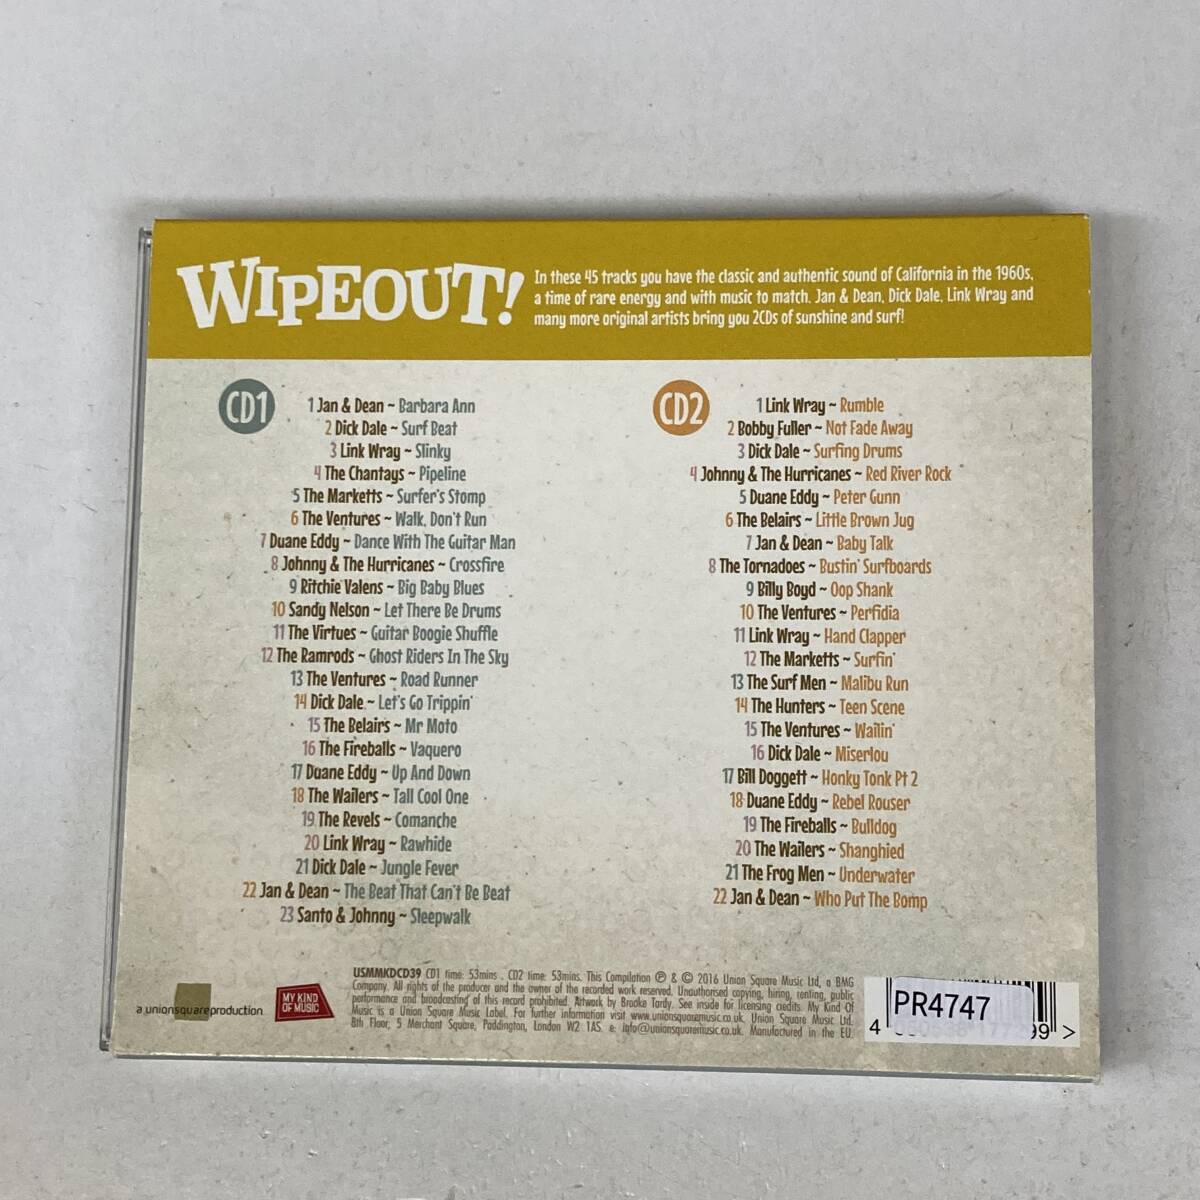 WIPEOUT!
In these 45 tracks you have the classic and authentic sound of California in the 1960s,
a time of rare energy and with music to match. Jan & Dean, Dick Dale, Link Wray and
many more original artists bring you 2CDs of sunshine and surf!
CD1
1 Jan & Dean ~ Barbara Ann
2 Dick Dale ~ Surf Beat
3 Link Wray ~ Slinky
4 The Chantays ~ Pipeline
5 The Marketts ~ Surfer's Stomp
6 The Ventures ~ Walk, Don't Run
7 Duane Eddy ~ Dance With The Guitar Man
8 Johnny & The Hurricanes ~ Crossfire
9 Ritchie Valens ~ Big Baby Blues
10 Sandy Nelson ~ Let There Be Drums
11 The Virtues ~ Guitar Boogie Shuffle
12 The Ramrods ~ Ghost Riders In The Sky
13 The Ventures ~ Road Runner
14 Dick Dale ~ Let's Go Trippin'
15 The Belairs ~ Mr Moto
16 The Fireballs ~ Vaquero
17 Duane Eddy ~ Up And Down
18 The Wailers ~ Tall Cool One
19 The Revels ~ Comanche
20 Link Wray ~ Rawhide
21 Dick Dale ~ Jungle Fever
22 Jan & Dean ~ The Beat That Can't Be Beat
23 Santo & Johnny ~ Sleepwalk
CD2
1 Link Wray ~ Rumble
2 Bobby Fuller ~ Not Fade Away
3 Dick Dale ~ Surfing Drums
4 Johnny & The Hurricanes ~ Red River Rock
5 Duane Eddy ~ Peter Gunn
6 The Belairs ~ Little Brown Jug
7 Jan & Dean ~ Baby Talk
8 The Tornadoes ~ Bustin' Surfboards
9 Billy Boyd ~ Oop Shank
10 The Ventures ~ Perfidia
11 Link Wray ~ Hand Clapper
12 The Marketts ~ Surfin'
13 The Surf Men ~ Malibu Run
14 The Hunters ~ Teen Scene
15 The Ventures ~ Wailin'
16 Dick Dale ~ Miserlou
17 Bill Doggett ~ Honky Tonk Pt 2
18 Duane Eddy ~ Rebel Rouser
19 The Fireballs ~ Bulldog
20 The Wailers ~ Shanghied
21 The Frog Men ~ Underwater
22 Jan & Dean ~ Who Put The Bomp
a unionsquareproduction
MY KIND
OF MUSIC
USMMKDCD39 CD1 time: 53mins . CD2 time: 53mins. This Compilation ℗ & © 2016 Union Square Music Ltd, a BMG
Company. All rights of the producer and the owner of the recorded work reserved. Unauthorised copying, hiring, renting, public
performance and broadcasting of this record prohibited. Artwork by Brooke Tardy. See inside for licensing credits. My Kind Of
Music is a Union Square Music Label. For further information visit www.unionsquaremusic.co.uk, Union Square Music Ltd.
8th Floor, 5 Merchant Square, Paddington, London W2 1AS. e: info@unionsquaremusic.co.uk. Manufactured in the EU.
PR4747